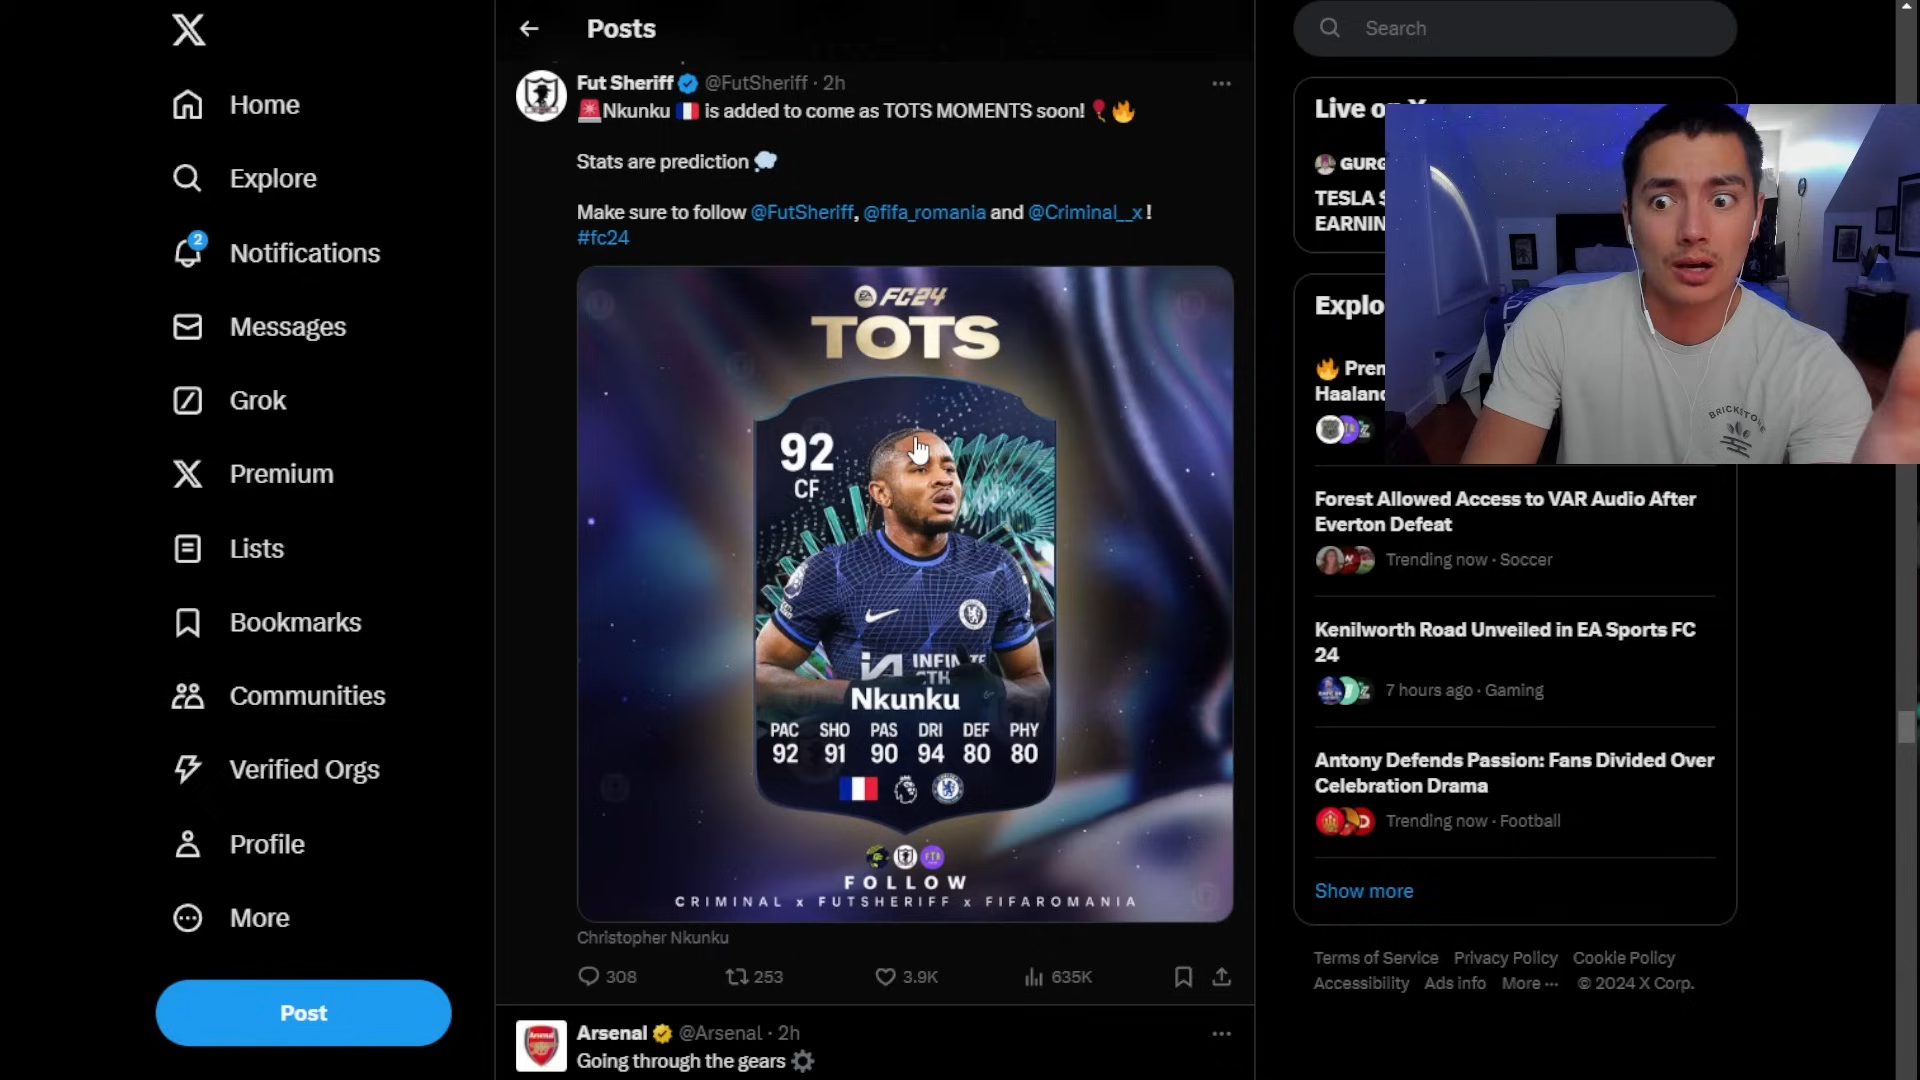 Home
Explore
2
Notifications
Messages
Grok
Premium
Lists
Bookmarks
Communities
Verified Orgs
Profile
More
Post
Posts
Fut Sheriff @FutSheriff · 2h
Nkunku is added to come as TOTS MOMENTS soon!
Stats are prediction
Make sure to follow @FutSheriff, @fifa_romania and @Criminal__x !
#fc24
EA FC24
TOTS
92
CF
INFINITE
Nkunku
PAC SHO PAS DRI DEF PHY
92 91 90 94 80 80
FTR
FOLLOW
CRIMINAL x FUTSHERIFF x FIFAROMANIA
Christopher Nkunku
308 253 3.9K 635K
Arsenal @Arsenal · 2h
Going through the gears
Search
Live on X
GURG
TESLA
EARNIN
Explo
Prem
Haaland
BRICKSTO
Forest Allowed Access to VAR Audio After
Everton Defeat
Trending now · Soccer
Kenilworth Road Unveiled in EA Sports FC
24
7 hours ago · Gaming
Antony Defends Passion: Fans Divided Over
Celebration Drama
Trending now · Football
Show more
Terms of Service Privacy Policy Cookie Policy
Accessibility Ads info More ··· © 2024 X Corp.